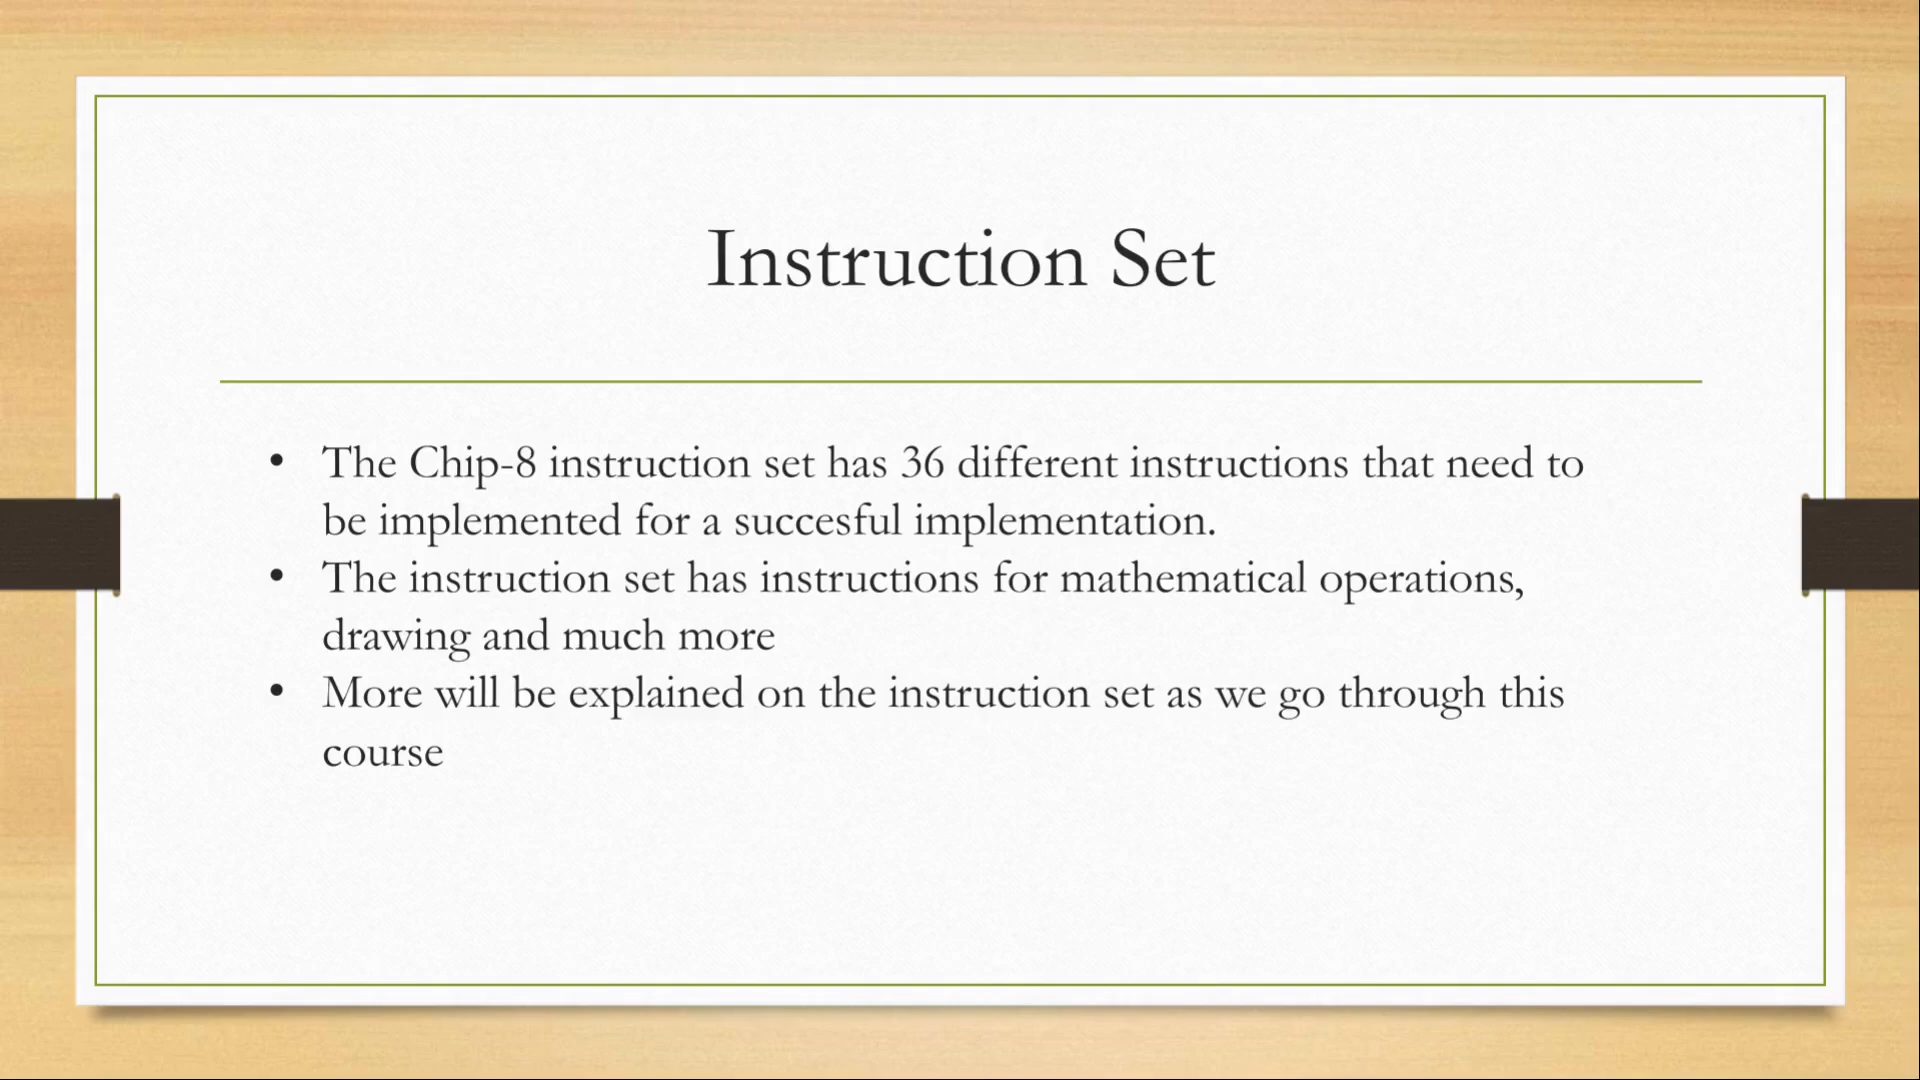 Instruction Set
• The Chip-8 instruction set has 36 different instructions that need to
be implemented for a succesful implementation.
• The instruction set has instructions for mathematical operations,
drawing and much more
• More will be explained on the instruction set as we go through this
course